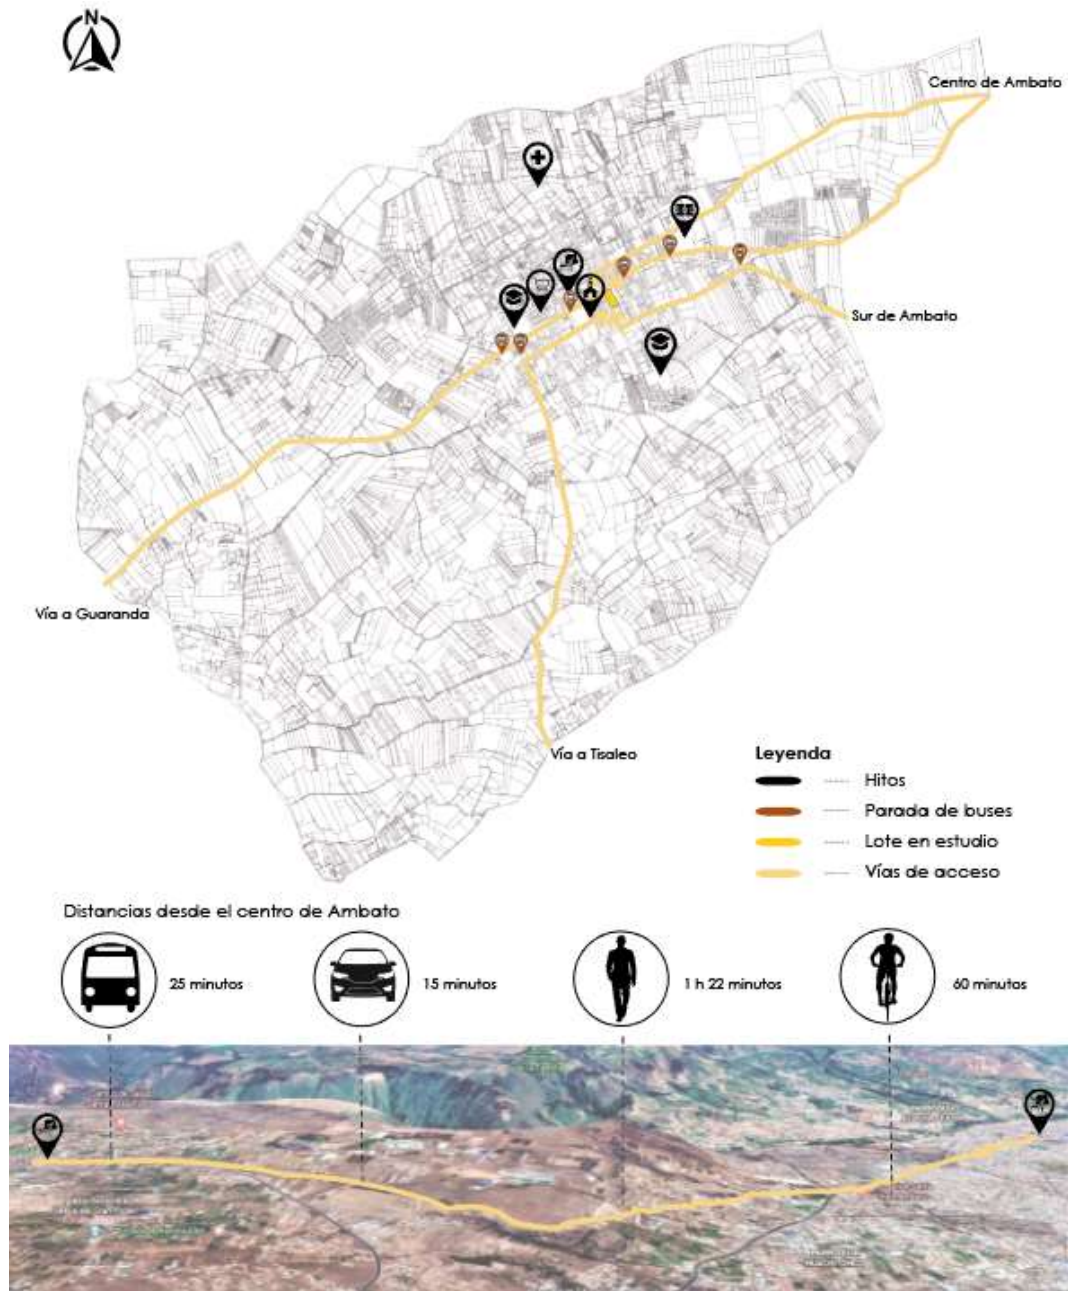 N
Centro de Ambato
Sur de Ambato
Vía a Guaranda
Vía a Tisaleo
Leyenda
Hitos
Parada de buses
Lote en estudio
Vías de acceso
Distancias desde el centro de Ambato
25 minutos
15 minutos
1 h 22 minutos
60 minutos